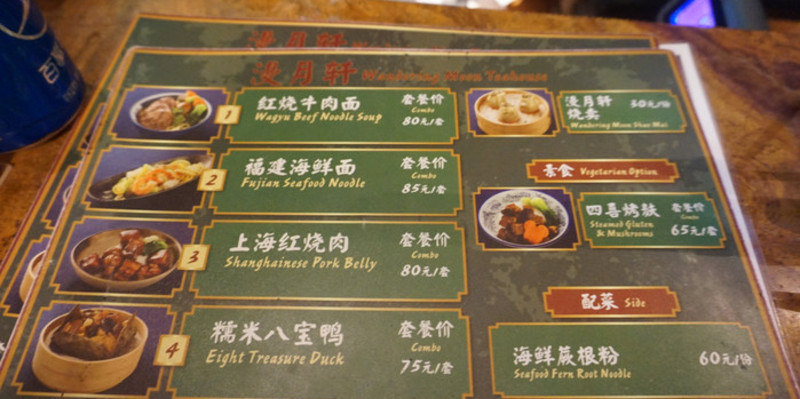 漫月轩 Wandering Moon Teahouse
1
红烧牛肉面
Wagyu Beef Noodle Soup
套餐价
Combo
80元/套
2
福建海鲜面
Fujian Seafood Noodle
套餐价
Combo
85元/套
3
上海红烧肉
Shanghainese Pork Belly
套餐价
Combo
80元/套
4
糯米八宝鸭
Eight Treasure Duck
套餐价
Combo
75元/套
漫月轩
烧卖
Wandering Moon Shao Mai
30元/份
素食 Vegetarian Option
四喜烤麸
Steamed Gluten
& Mushrooms
套餐价
Combo
65元/套
配菜 Side
海鲜蕨根粉
Seafood Fern Root Noodle
60元/份